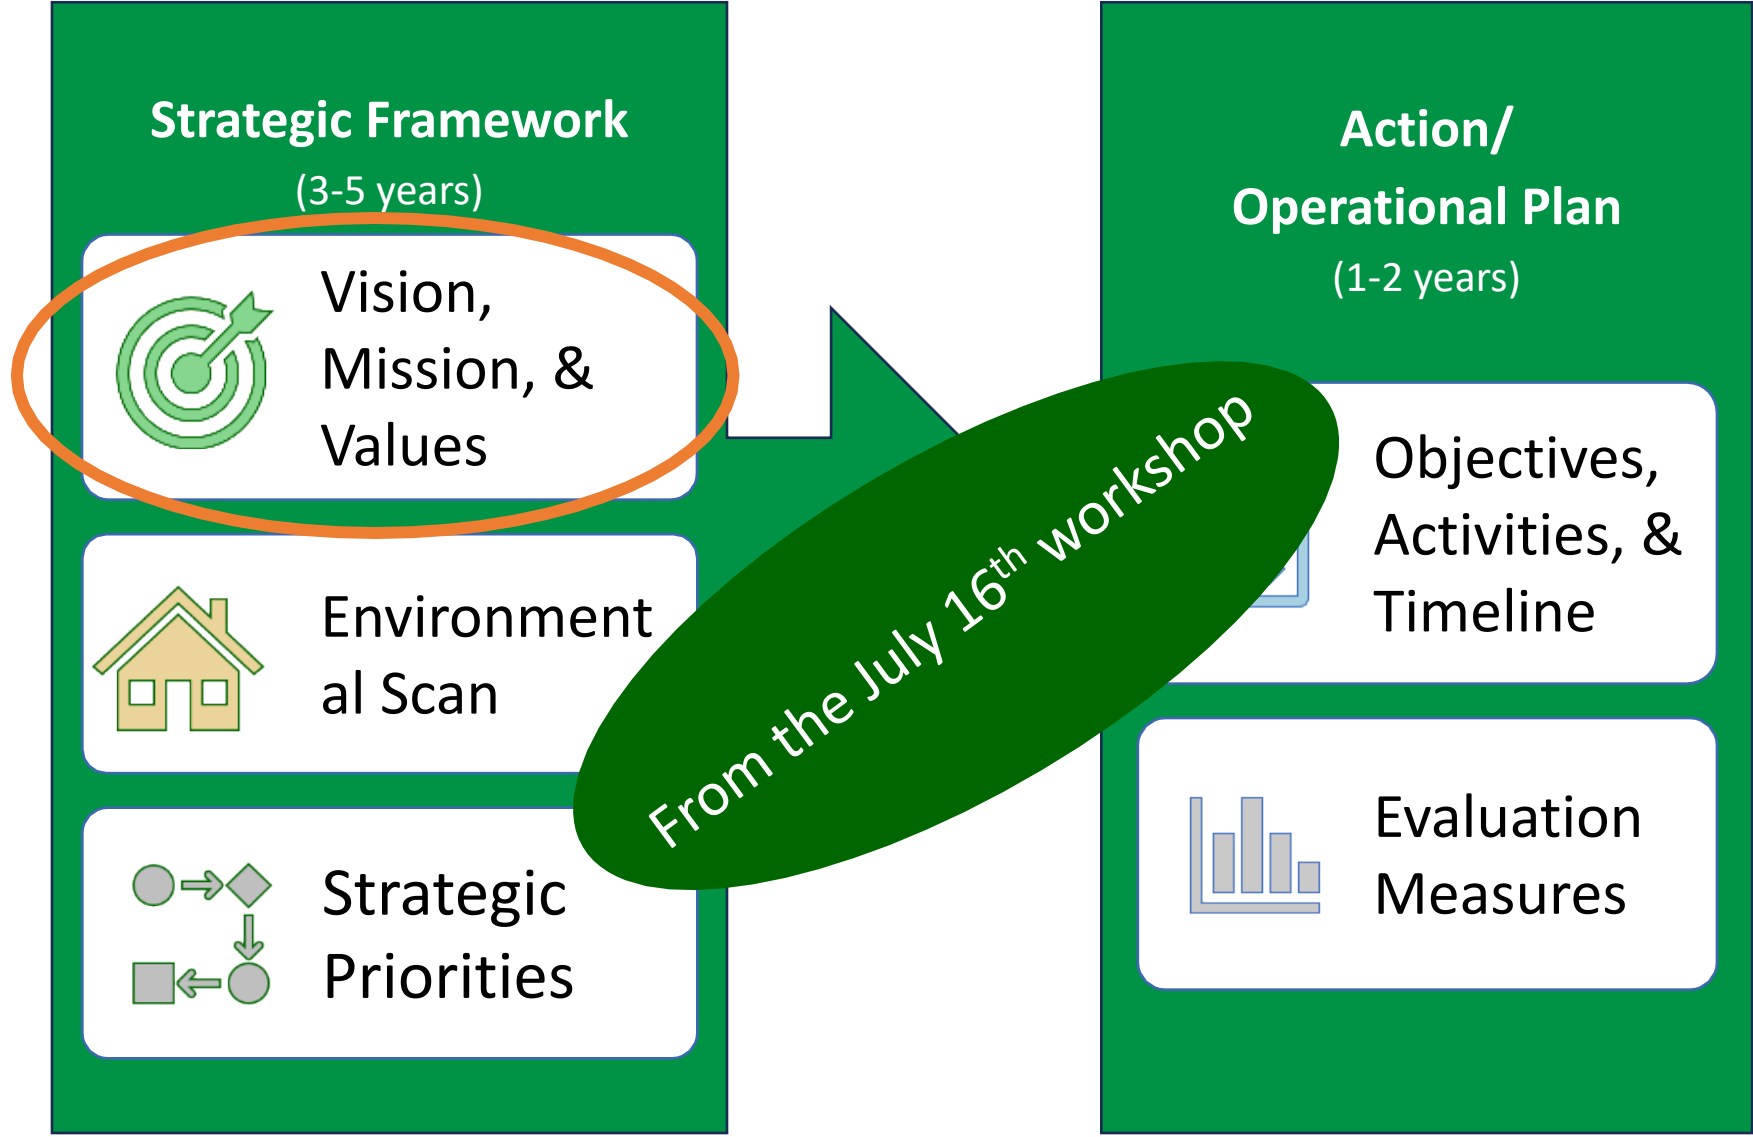 Strategic Framework
(3-5 years)
Vision,
Mission, &
Values
Environment
al Scan
Strategic
Priorities
From the July 16th workshop
Action/
Operational Plan
(1-2 years)
Objectives,
Activities, &
Timeline
Evaluation
Measures